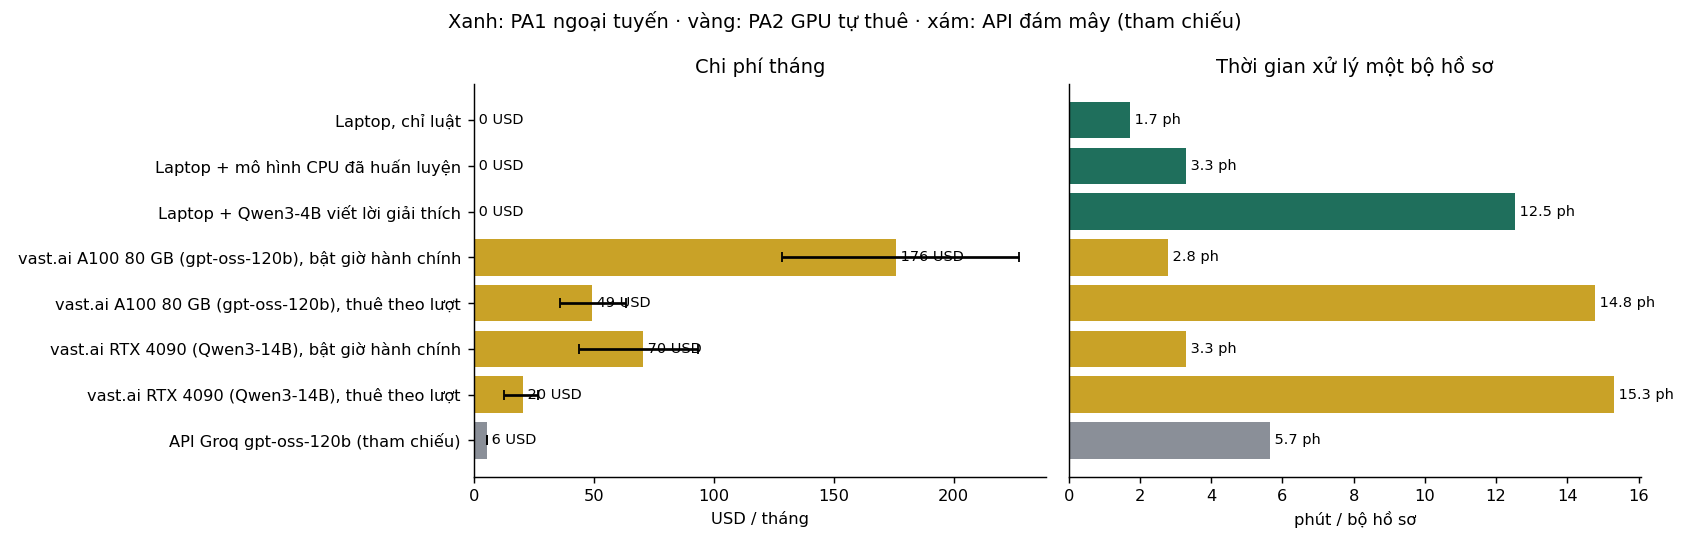 Xanh: PA1 ngoại tuyến · vàng: PA2 GPU tự thuê · xám: API đám mây (tham chiếu)
Chi phí tháng
Thời gian xử lý một bộ hồ sơ
Laptop, chỉ luật
0 USD
1.7 ph
Laptop + mô hình CPU đã huấn luyện
0 USD
3.3 ph
Laptop + Qwen3-4B viết lời giải thích
0 USD
12.5 ph
vast.ai A100 80 GB (gpt-oss-120b), bật giờ hành chính
176 USD
2.8 ph
vast.ai A100 80 GB (gpt-oss-120b), thuê theo lượt
49 USD
14.8 ph
vast.ai RTX 4090 (Qwen3-14B), bật giờ hành chính
70 USD
3.3 ph
vast.ai RTX 4090 (Qwen3-14B), thuê theo lượt
20 USD
15.3 ph
API Groq gpt-oss-120b (tham chiếu)
6 USD
5.7 ph
0 50 100 150 200
0 2 4 6 8 10 12 14 16
USD / tháng
phút / bộ hồ sơ